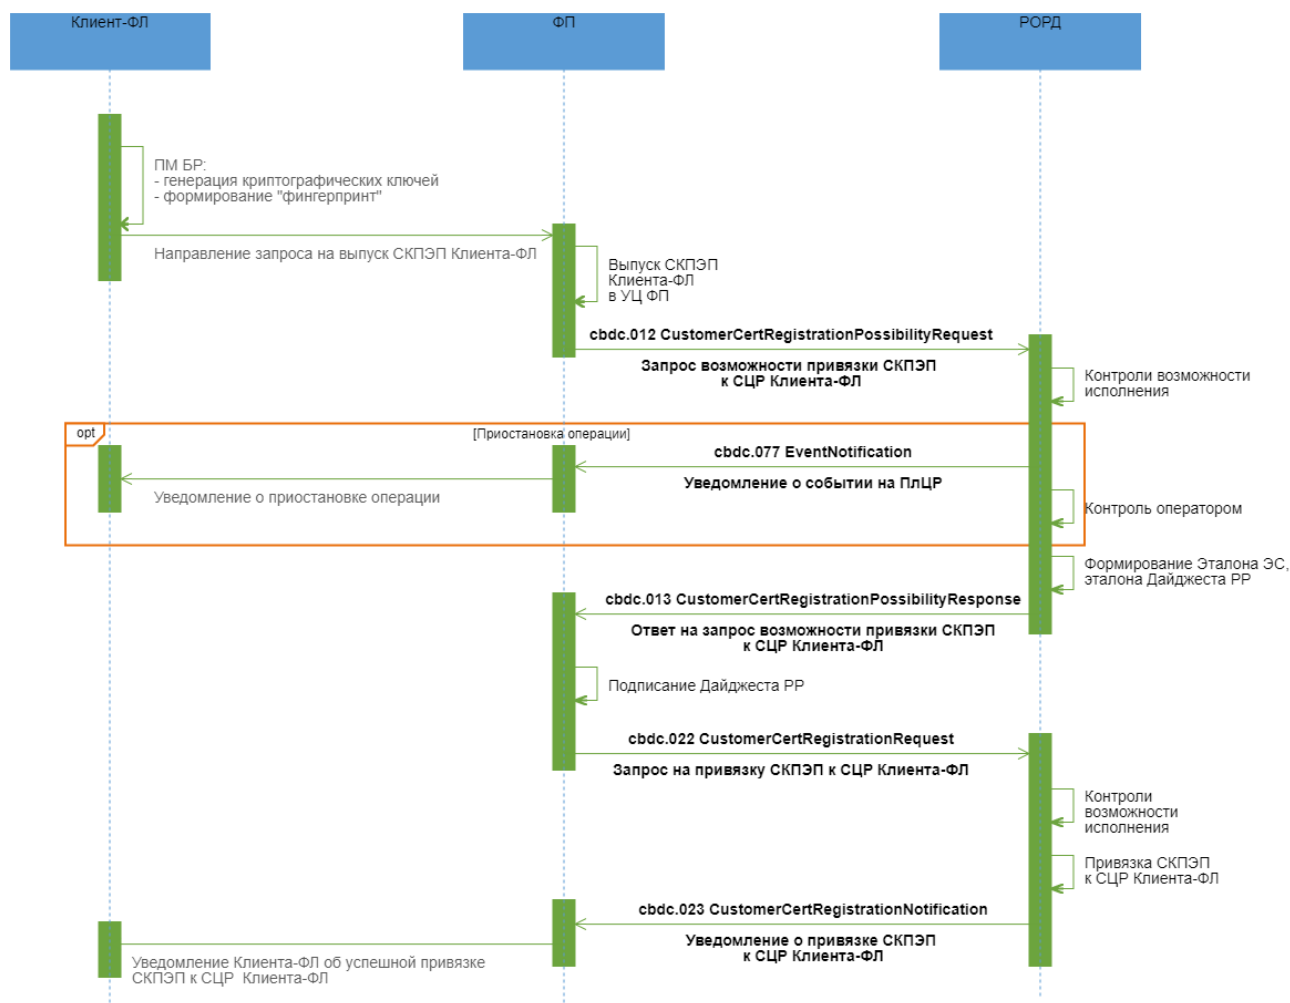 Клиент-ФЛ
ФП
РОРД
ПМ БР:
- генерация криптографических ключей
- формирование "фингерпринт"
Направление запроса на выпуск СКПЭП Клиента-ФЛ
Выпуск СКПЭП
Клиента-ФЛ
в УЦ ФП
cbdc.012 CustomerCertRegistrationPossibilityRequest
Запрос возможности привязки СКПЭП
к СЦР Клиента-ФЛ
Контроли возможности
исполнения
opt
[Приостановка операции]
cbdc.077 EventNotification
Уведомление о событии на ПлЦР
Уведомление о приостановке операции
Контроль оператором
Формирование Эталона ЭС,
эталона Дайджеста РР
cbdc.013 CustomerCertRegistrationPossibilityResponse
Ответ на запрос возможности привязки СКПЭП
к СЦР Клиента-ФЛ
Подписание Дайджеста РР
cbdc.022 CustomerCertRegistrationRequest
Запрос на привязку СКПЭП к СЦР Клиента-ФЛ
Контроли
возможности
исполнения
Привязка СКПЭП
к СЦР Клиента-ФЛ
cbdc.023 CustomerCertRegistrationNotification
Уведомление о привязке СКПЭП
к СЦР Клиента-ФЛ
Уведомление Клиента-ФЛ об успешной привязке
СКПЭП к СЦР  Клиента-ФЛ